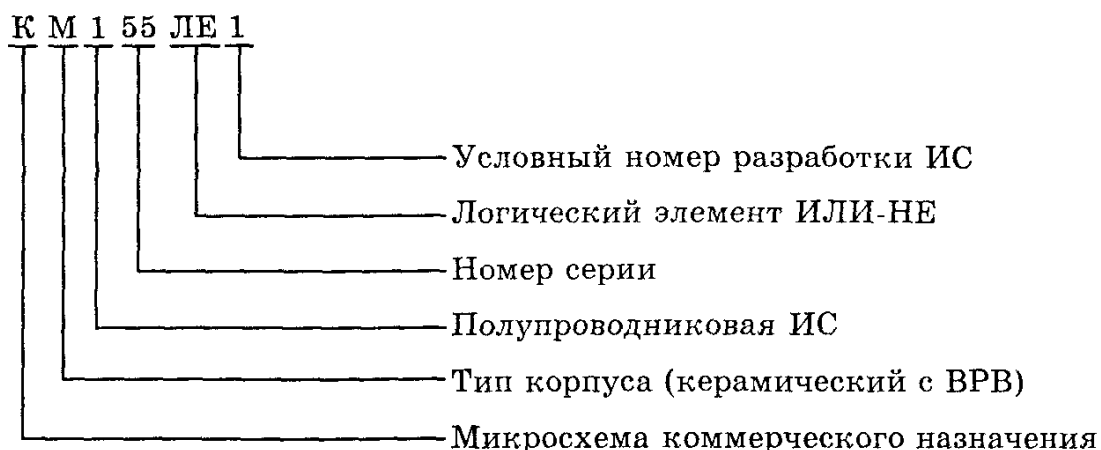 К М 1 55 ЛЕ 1
Условный номер разработки ИС
Логический элемент ИЛИ-НЕ
Номер серии
Полупроводниковая ИС
Тип корпуса (керамический с ВРВ)
Микросхема коммерческого назначения